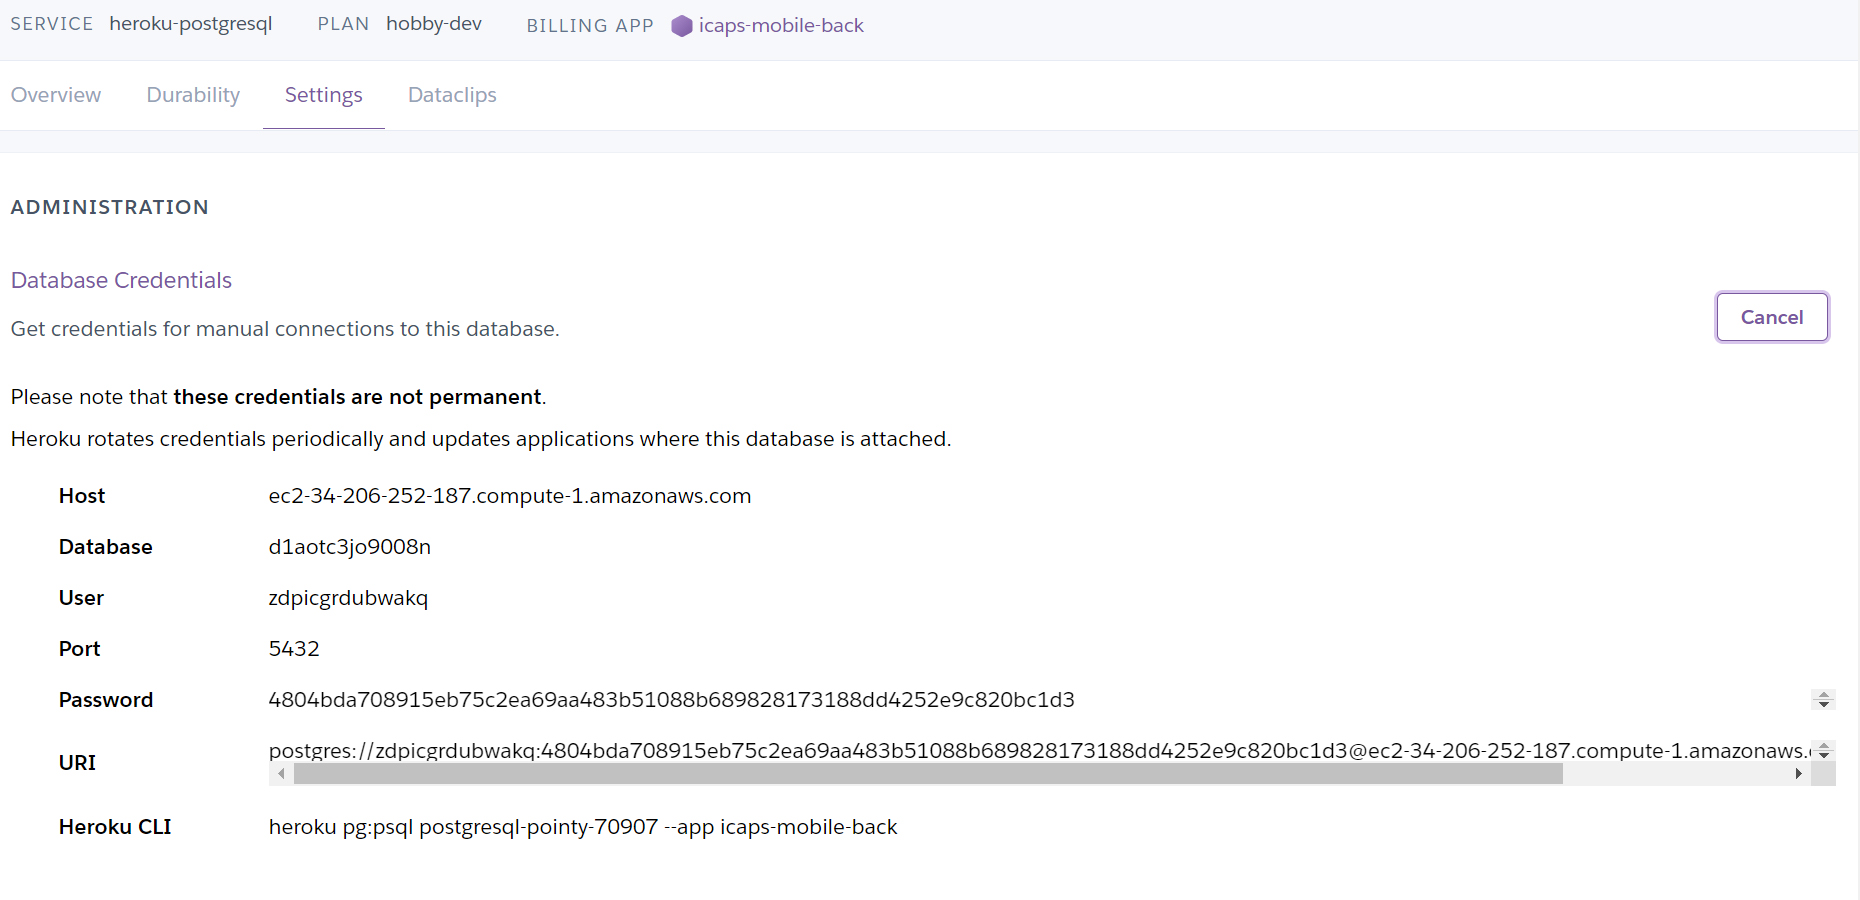 SERVICE heroku-postgresql PLAN hobby-dev BILLING APP icaps-mobile-back
Overview Durability Settings Dataclips
ADMINISTRATION
Database Credentials
Get credentials for manual connections to this database.
Cancel
Please note that these credentials are not permanent.
Heroku rotates credentials periodically and updates applications where this database is attached.
Host ec2-34-206-252-187.compute-1.amazonaws.com
Database d1aotc3jo9008n
User zdpicgrdubwakq
Port 5432
Password 4804bda708915eb75c2ea69aa483b51088b689828173188dd4252e9c820bc1d3
URI postgres://zdpicgrdubwakq:4804bda708915eb75c2ea69aa483b51088b689828173188dd4252e9c820bc1d3@ec2-34-206-252-187.compute-1.amazonaws.
Heroku CLI heroku pg:psql postgresql-pointy-70907 --app icaps-mobile-back